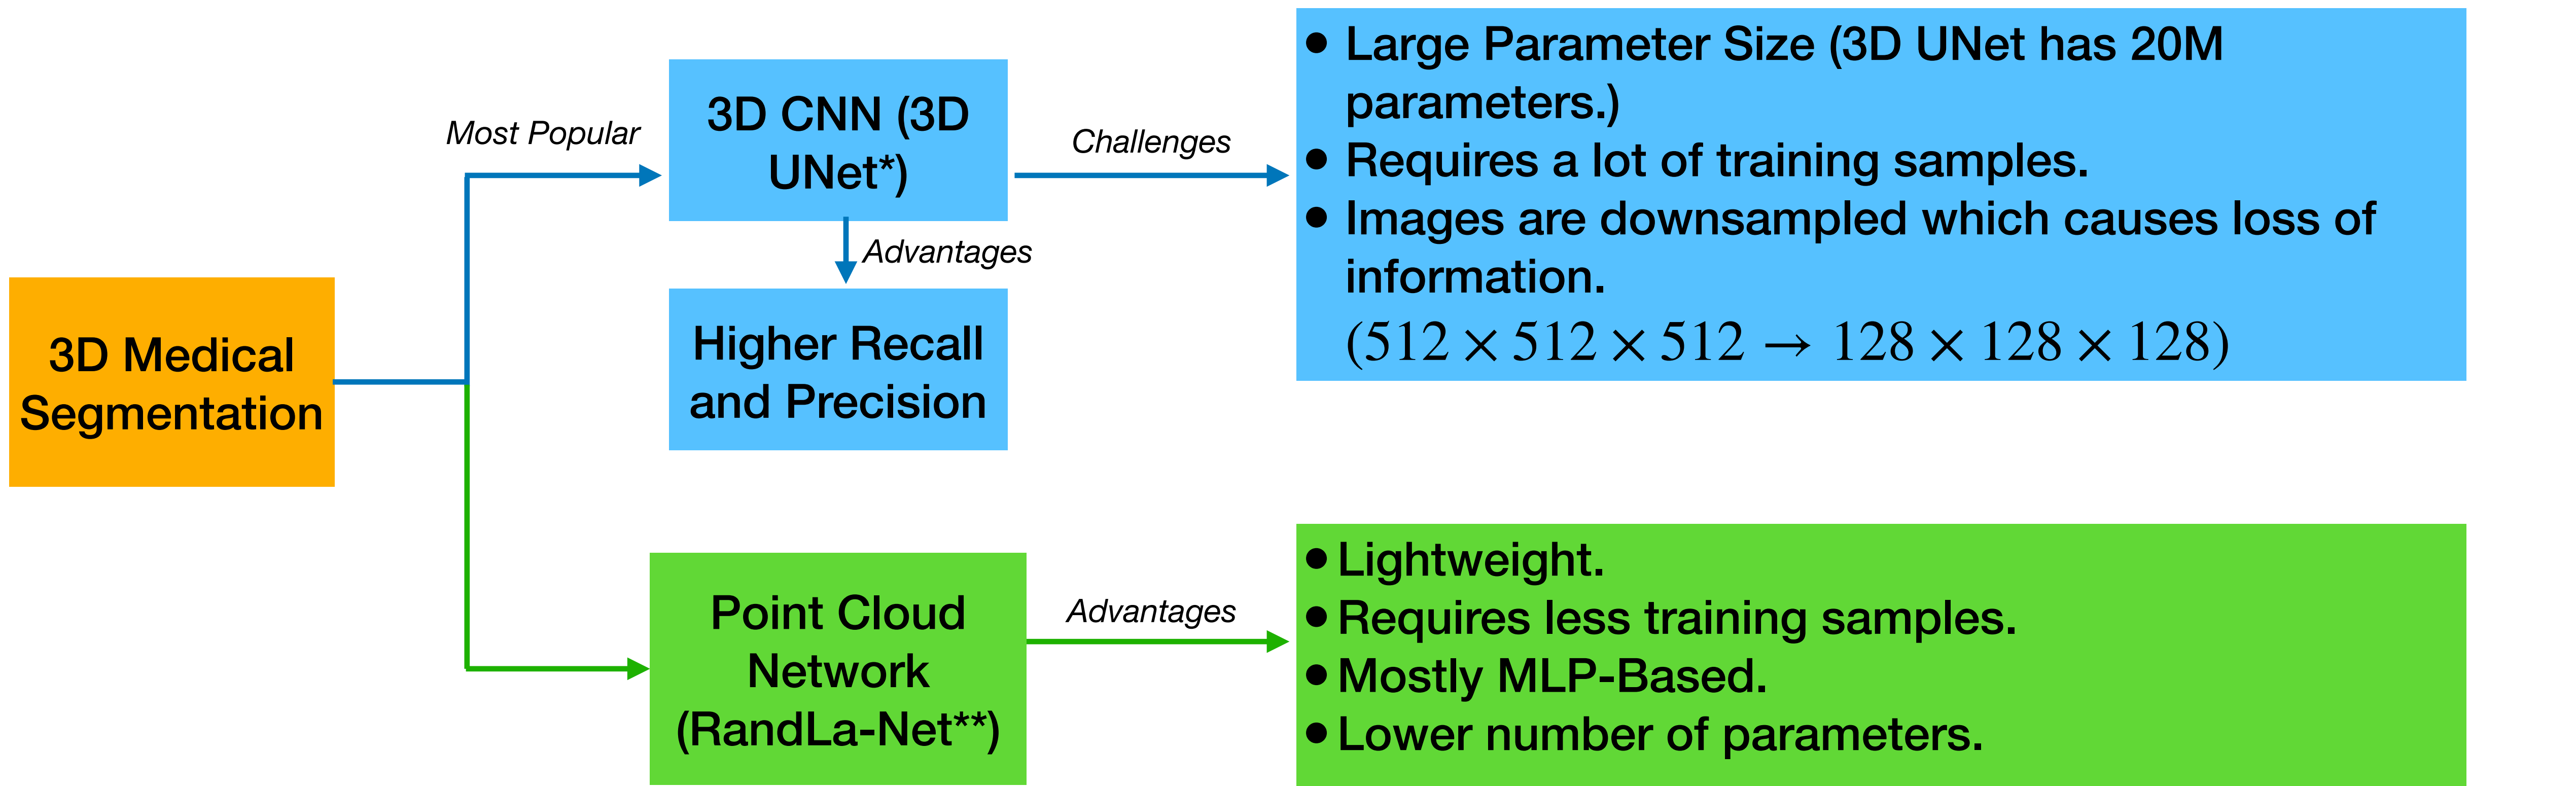 3D Medical
Segmentation
Most Popular
3D CNN (3D
UNet*)
Advantages
Higher Recall
and Precision
Challenges
● Large Parameter Size (3D UNet has 20M
parameters.)
● Requires a lot of training samples.
● Images are downsampled which causes loss of
information.
(512 × 512 × 512 → 128 × 128 × 128)
Point Cloud
Network
(RandLa-Net**)
Advantages
● Lightweight.
● Requires less training samples.
● Mostly MLP-Based.
● Lower number of parameters.